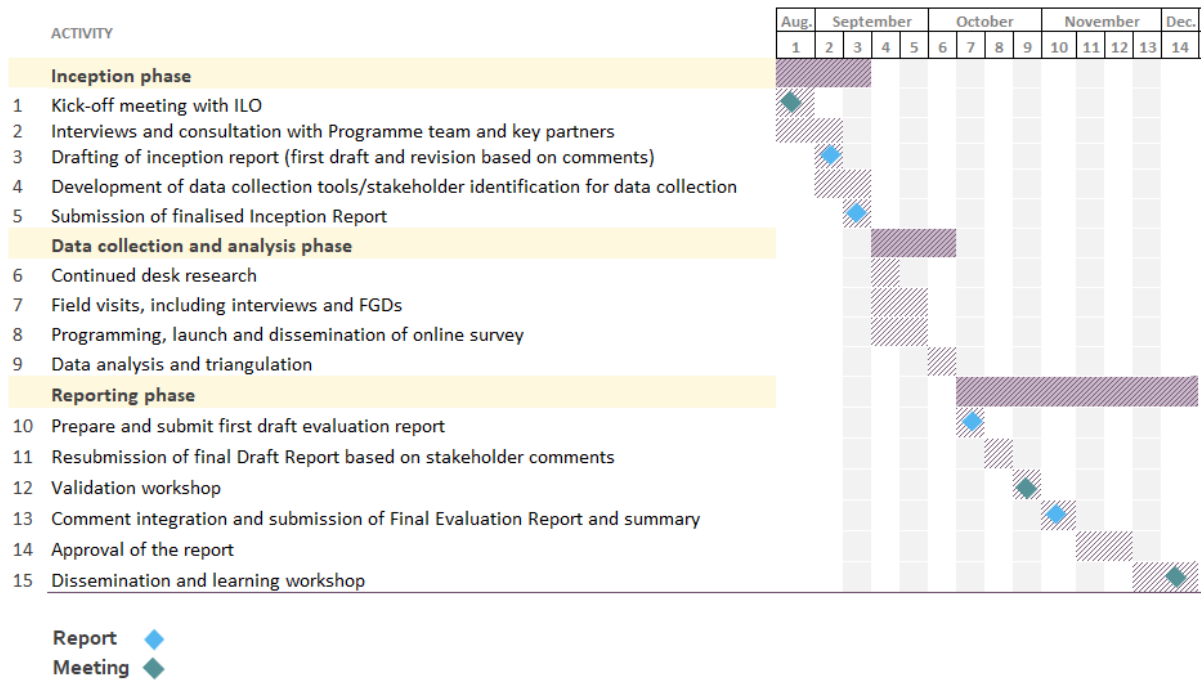 Aug. September October November Dec.
ACTIVITY
1 2 3 4 5 6 7 8 9 10 11 12 13 14
Inception phase
1 Kick-off meeting with ILO
2 Interviews and consultation with Programme team and key partners
3 Drafting of inception report (first draft and revision based on comments)
4 Development of data collection tools/stakeholder identification for data collection
5 Submission of finalised Inception Report
Data collection and analysis phase
6 Continued desk research
7 Field visits, including interviews and FGDs
8 Programming, launch and dissemination of online survey
9 Data analysis and triangulation
Reporting phase
10 Prepare and submit first draft evaluation report
11 Resubmission of final Draft Report based on stakeholder comments
12 Validation workshop
13 Comment integration and submission of Final Evaluation Report and summary
14 Approval of the report
15 Dissemination and learning workshop
Report
Meeting